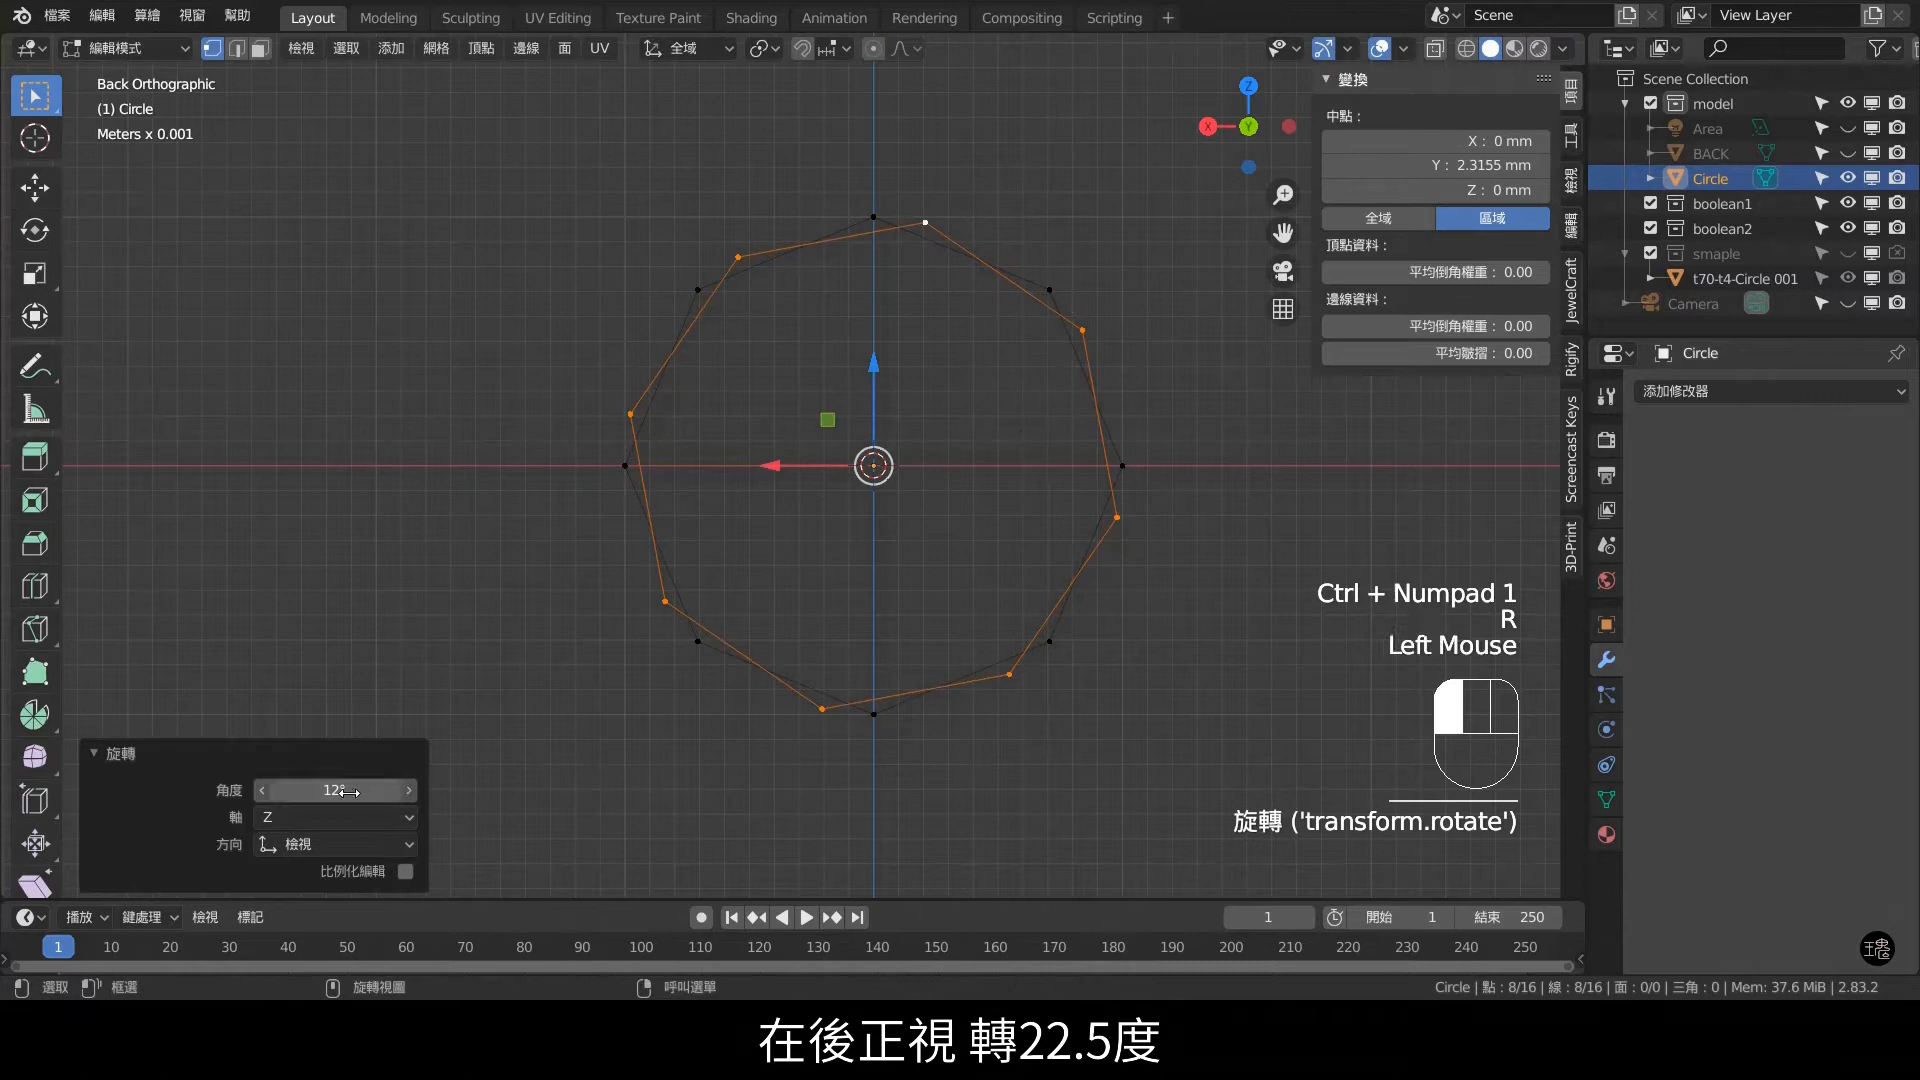 檔案 編輯 算繪 視窗 幫助
Layout Modeling Sculpting UV Editing Texture Paint Shading Animation Rendering Compositing Scripting +
Scene
View Layer
編輯模式
檢視 選取 添加 網格 頂點 邊線 面 UV
全域
Back Orthographic
(1) Circle
Meters x 0.001
Z
X
Y
變換
中點：
X： 0 mm
Y： 2.3155 mm
Z： 0 mm
全域 區域
頂點資料：
平均倒角權重： 0.00
邊線資料：
平均倒角權重： 0.00
平均皺摺： 0.00
項目
工具
檢視
編輯
JewelCraft
Rigify
Screencast Keys
3D-Print
Scene Collection
model
Area
BACK
Circle
boolean1
boolean2
smaple
t70-t4-Circle 001
Camera
Circle
添加修改器
Ctrl + Numpad 1
R
Left Mouse
旋轉 ('transform.rotate')
旋轉
角度 12°
軸 Z
方向 檢視
比例化編輯
播放 鍵處理 檢視 標記
1
開始 1
結束 250
1 10 20 30 40 50 60 70 80 90 100 110 120 130 140 150 160 170 180 190 200 210 220 230 240 250
選取 框選 旋轉視圖 呼叫選單
Circle | 點：8/16 | 線：8/16 | 面：0/0 | 三角：0 | Mem: 37.6 MiB | 2.83.2
在後正視 轉22.5度